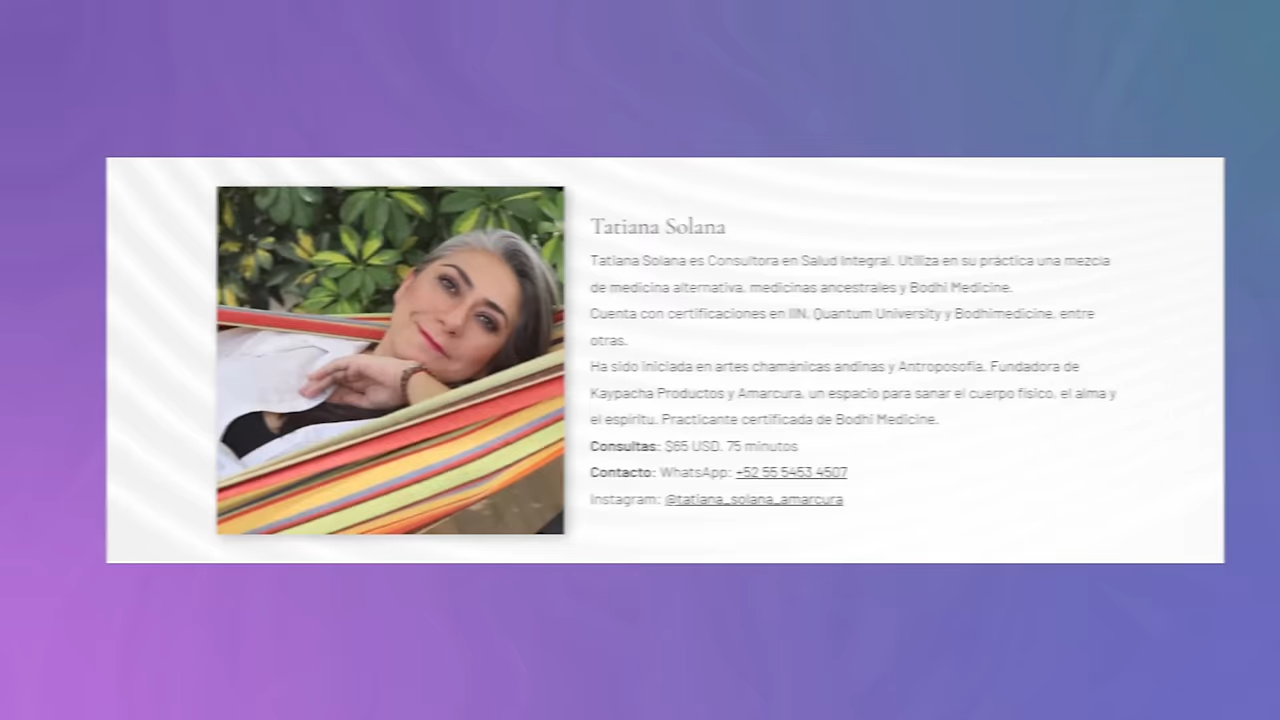 Tatiana Solana
Tatiana Solana es Consultora en Salud Integral. Utiliza en su práctica una mezcla
de medicina alternativa, medicinas ancestrales y Bodhi Medicine.
Cuenta con certificaciones en IIN, Quantum University y Bodhimedicine, entre
otras.
Ha sido iniciada en artes chamánicas andinas y Antroposofía. Fundadora de
Kaypacha Productos y Amarcura, un espacio para sanar el cuerpo físico, el alma y
el espíritu. Practicante certificada de Bodhi Medicine.
Consultas: $65 USD. 75 minutos
Contacto: WhatsApp: +52 55 5453 4507
Instagram: @tatiana_solana_amarcura